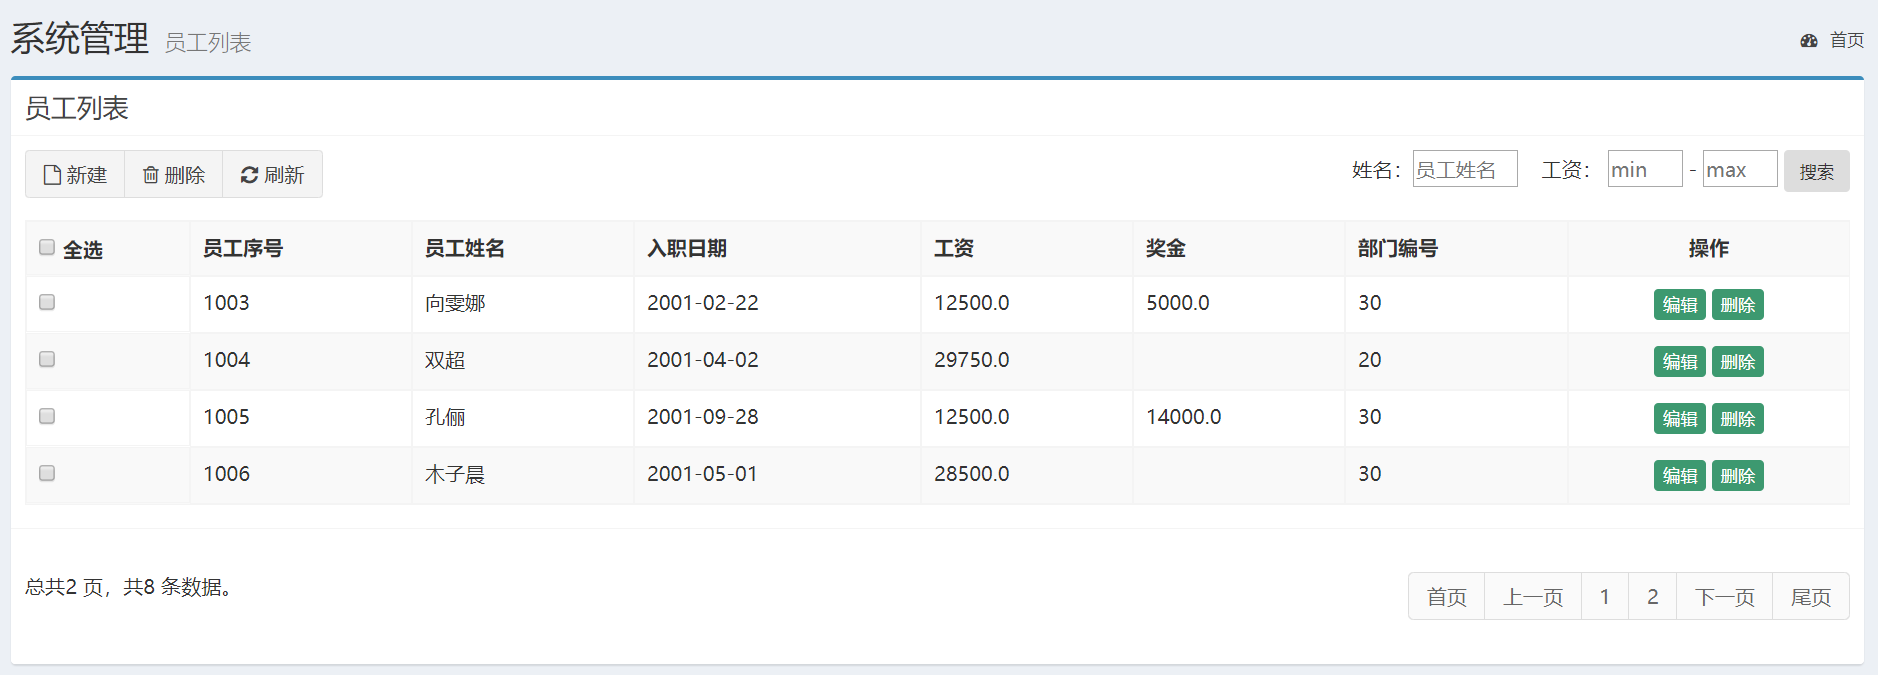 系统管理 员工列表 首页
员工列表
新建 删除 刷新 姓名： 员工姓名 工资： min - max 搜索
全选 员工序号 员工姓名 入职日期 工资 奖金 部门编号 操作
1003 向雯娜 2001-02-22 12500.0 5000.0 30 编辑 删除
1004 双超 2001-04-02 29750.0 20 编辑 删除
1005 孔俪 2001-09-28 12500.0 14000.0 30 编辑 删除
1006 木子晨 2001-05-01 28500.0 30 编辑 删除
总共2 页，共8 条数据。 首页 上一页 1 2 下一页 尾页